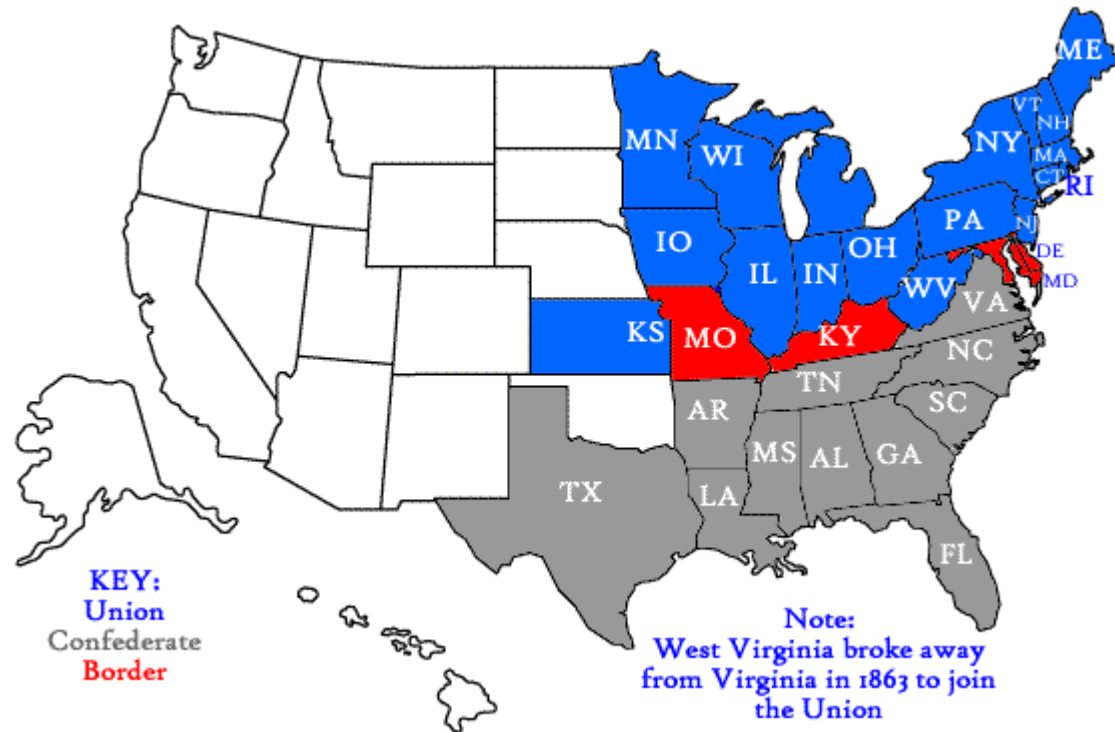 ME
VT
NH
MN
WI
NY
MA
CT
RI
IO
PA
NJ
OH
IL
IN
DE
WV
MD
VA
KS
MO
KY
NC
TN
SC
AR
MS
AL
GA
TX
LA
FL
KEY:
Union
Confederate
Border
Note:
West Virginia broke away
from Virginia in 1863 to join
the Union